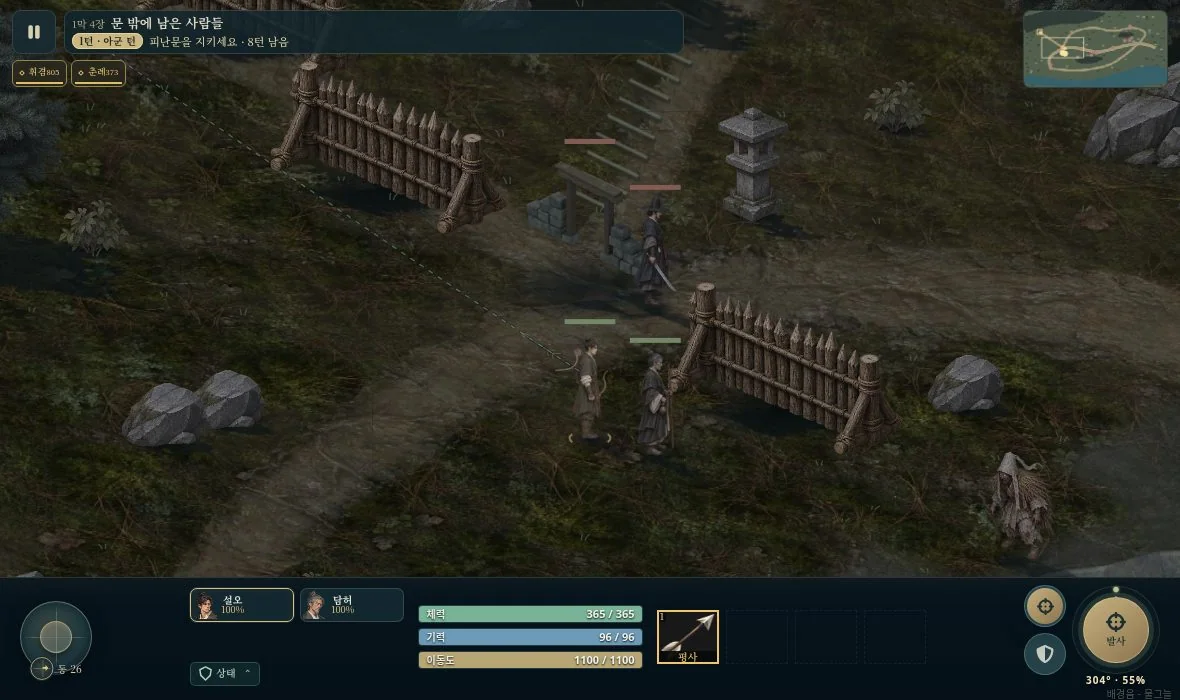 1막 4장 문 밖에 남은 사람들
1턴 · 아군 턴 피난문을 지키세요 · 8턴 남음
휘겸805 춘례373
설오
100%
담허
100%
체력 365 / 365
기력 96 / 96
이동도 1100 / 1100
1
평사
동 26
상태
발사
304° · 55%
배경음 - 물그늘